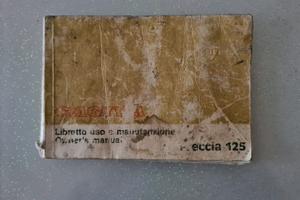 Libretto uso e manutenzione
Owner's manual
eccia 125